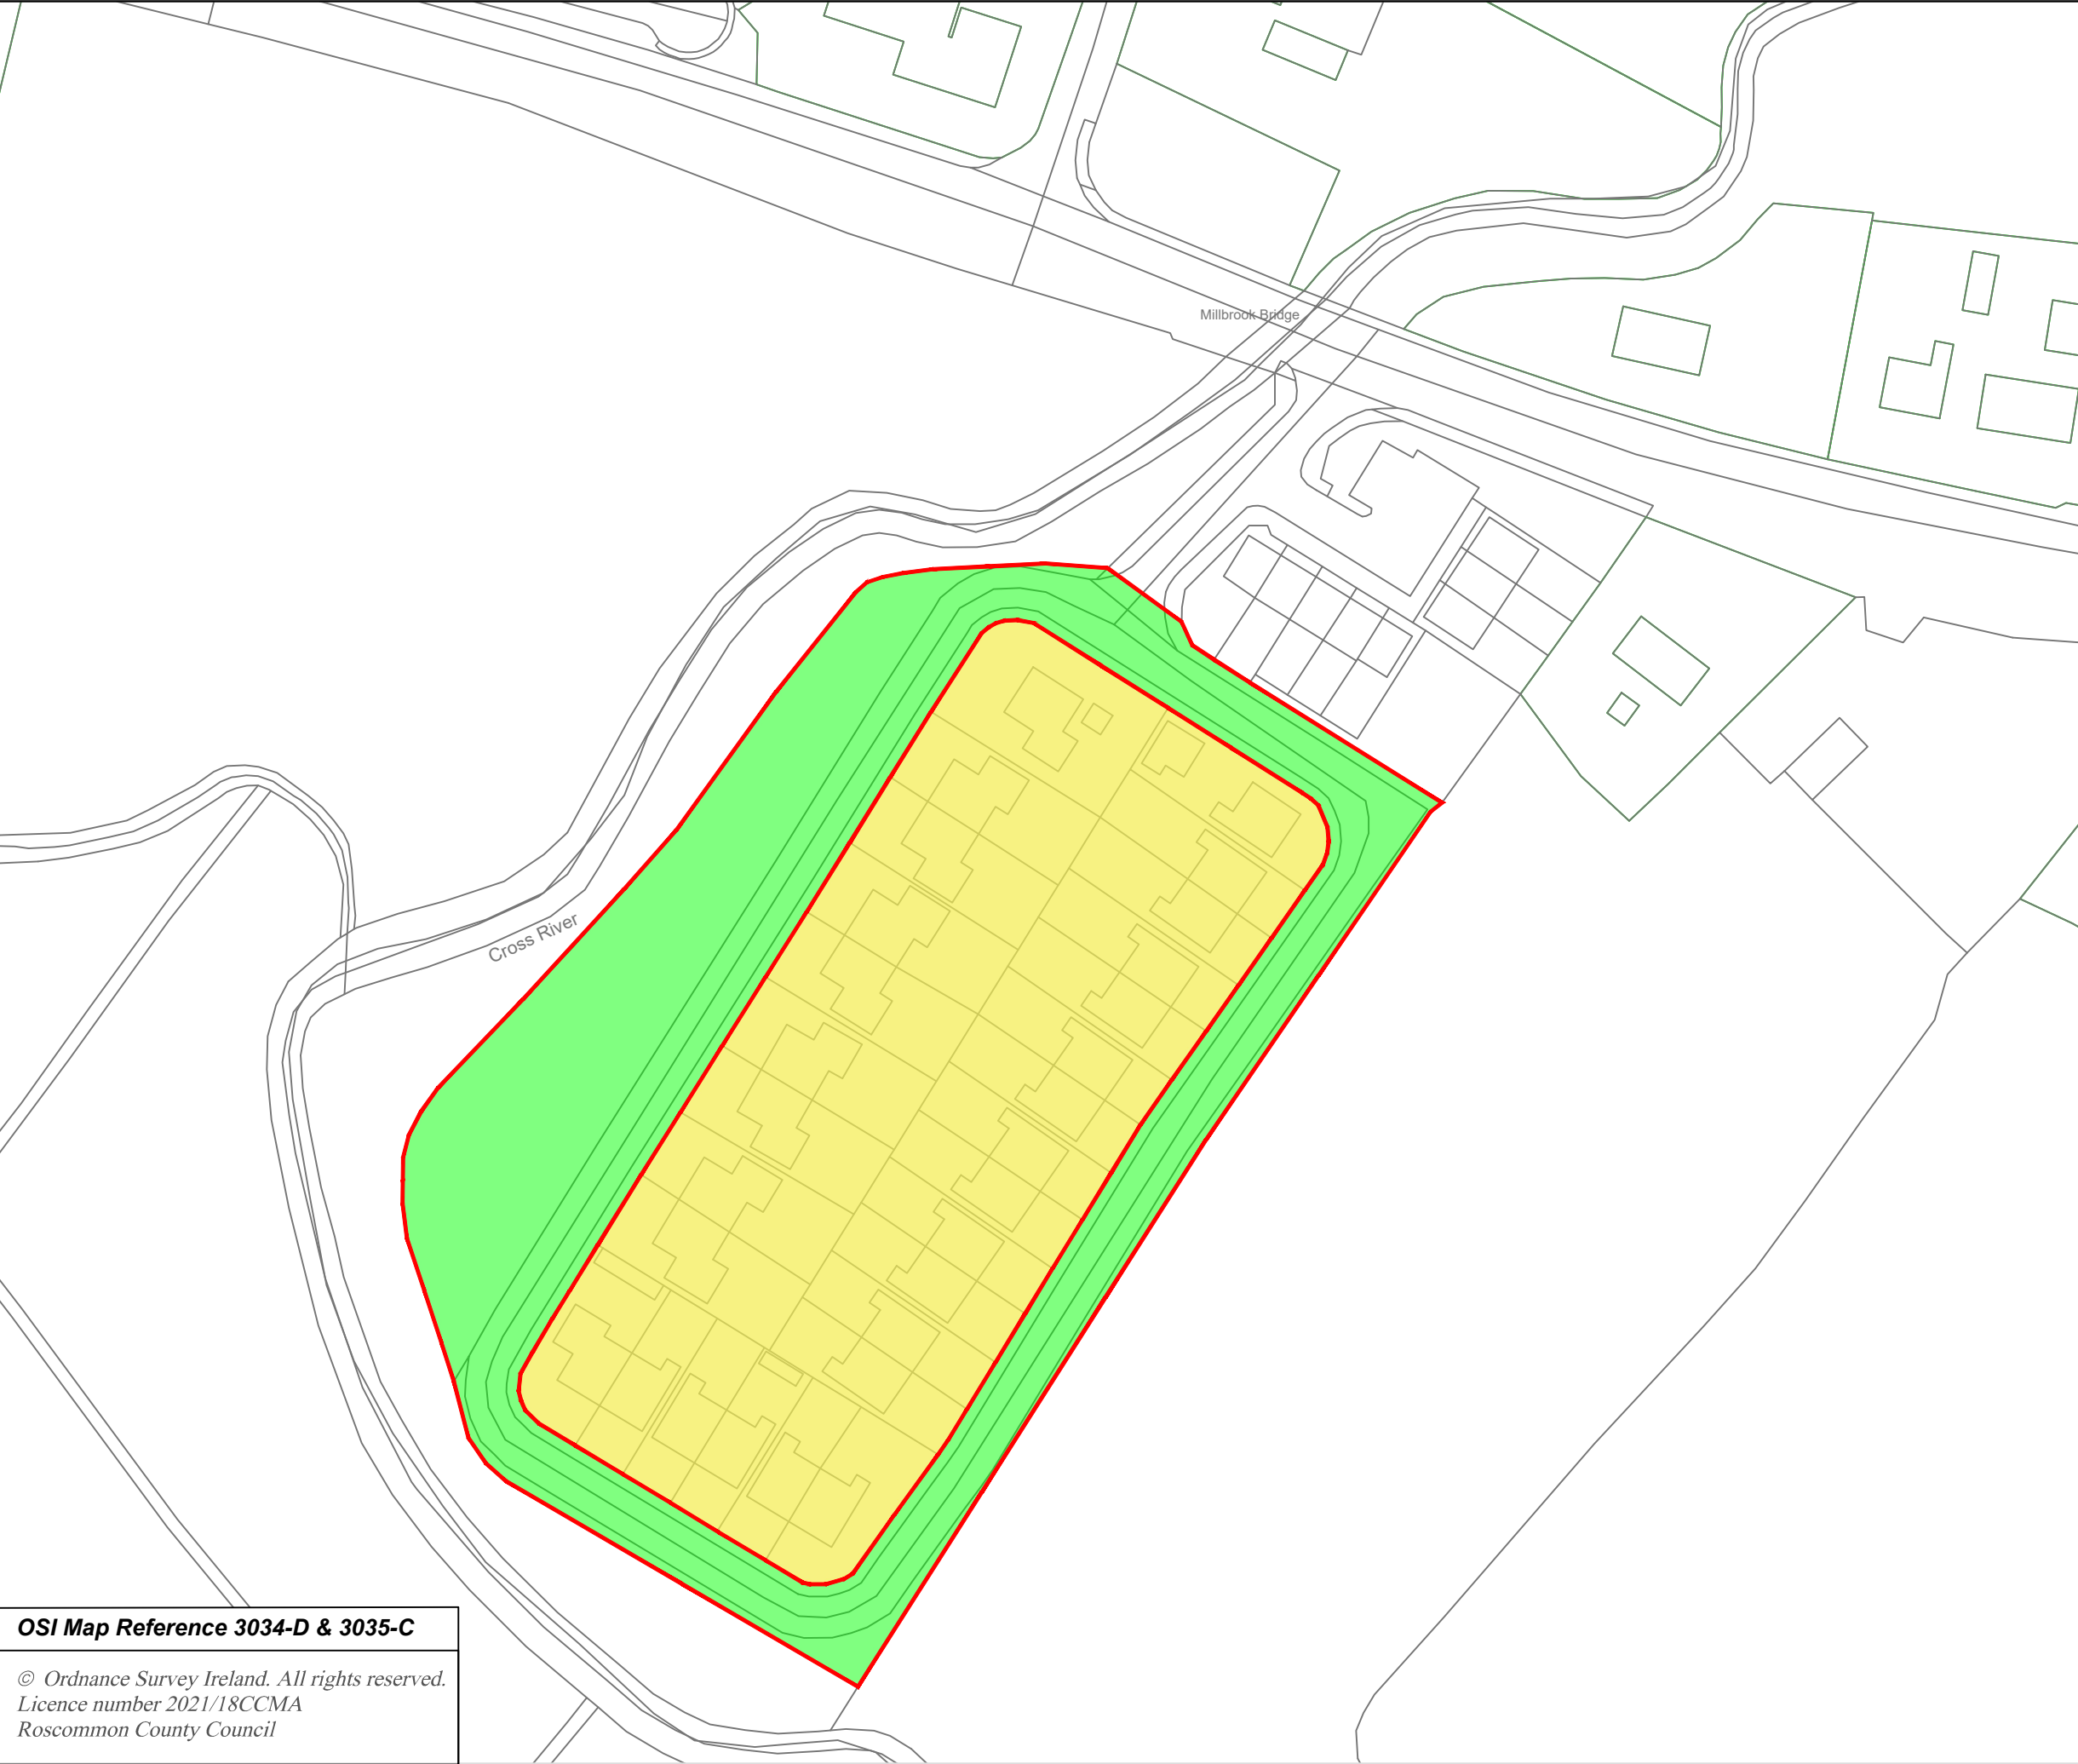 Millbrook Bridge
Cross River
OSI Map Reference 3034-D & 3035-C
© Ordnance Survey Ireland. All rights reserved.
Licence number 2021/18CCMA
Roscommon County Council